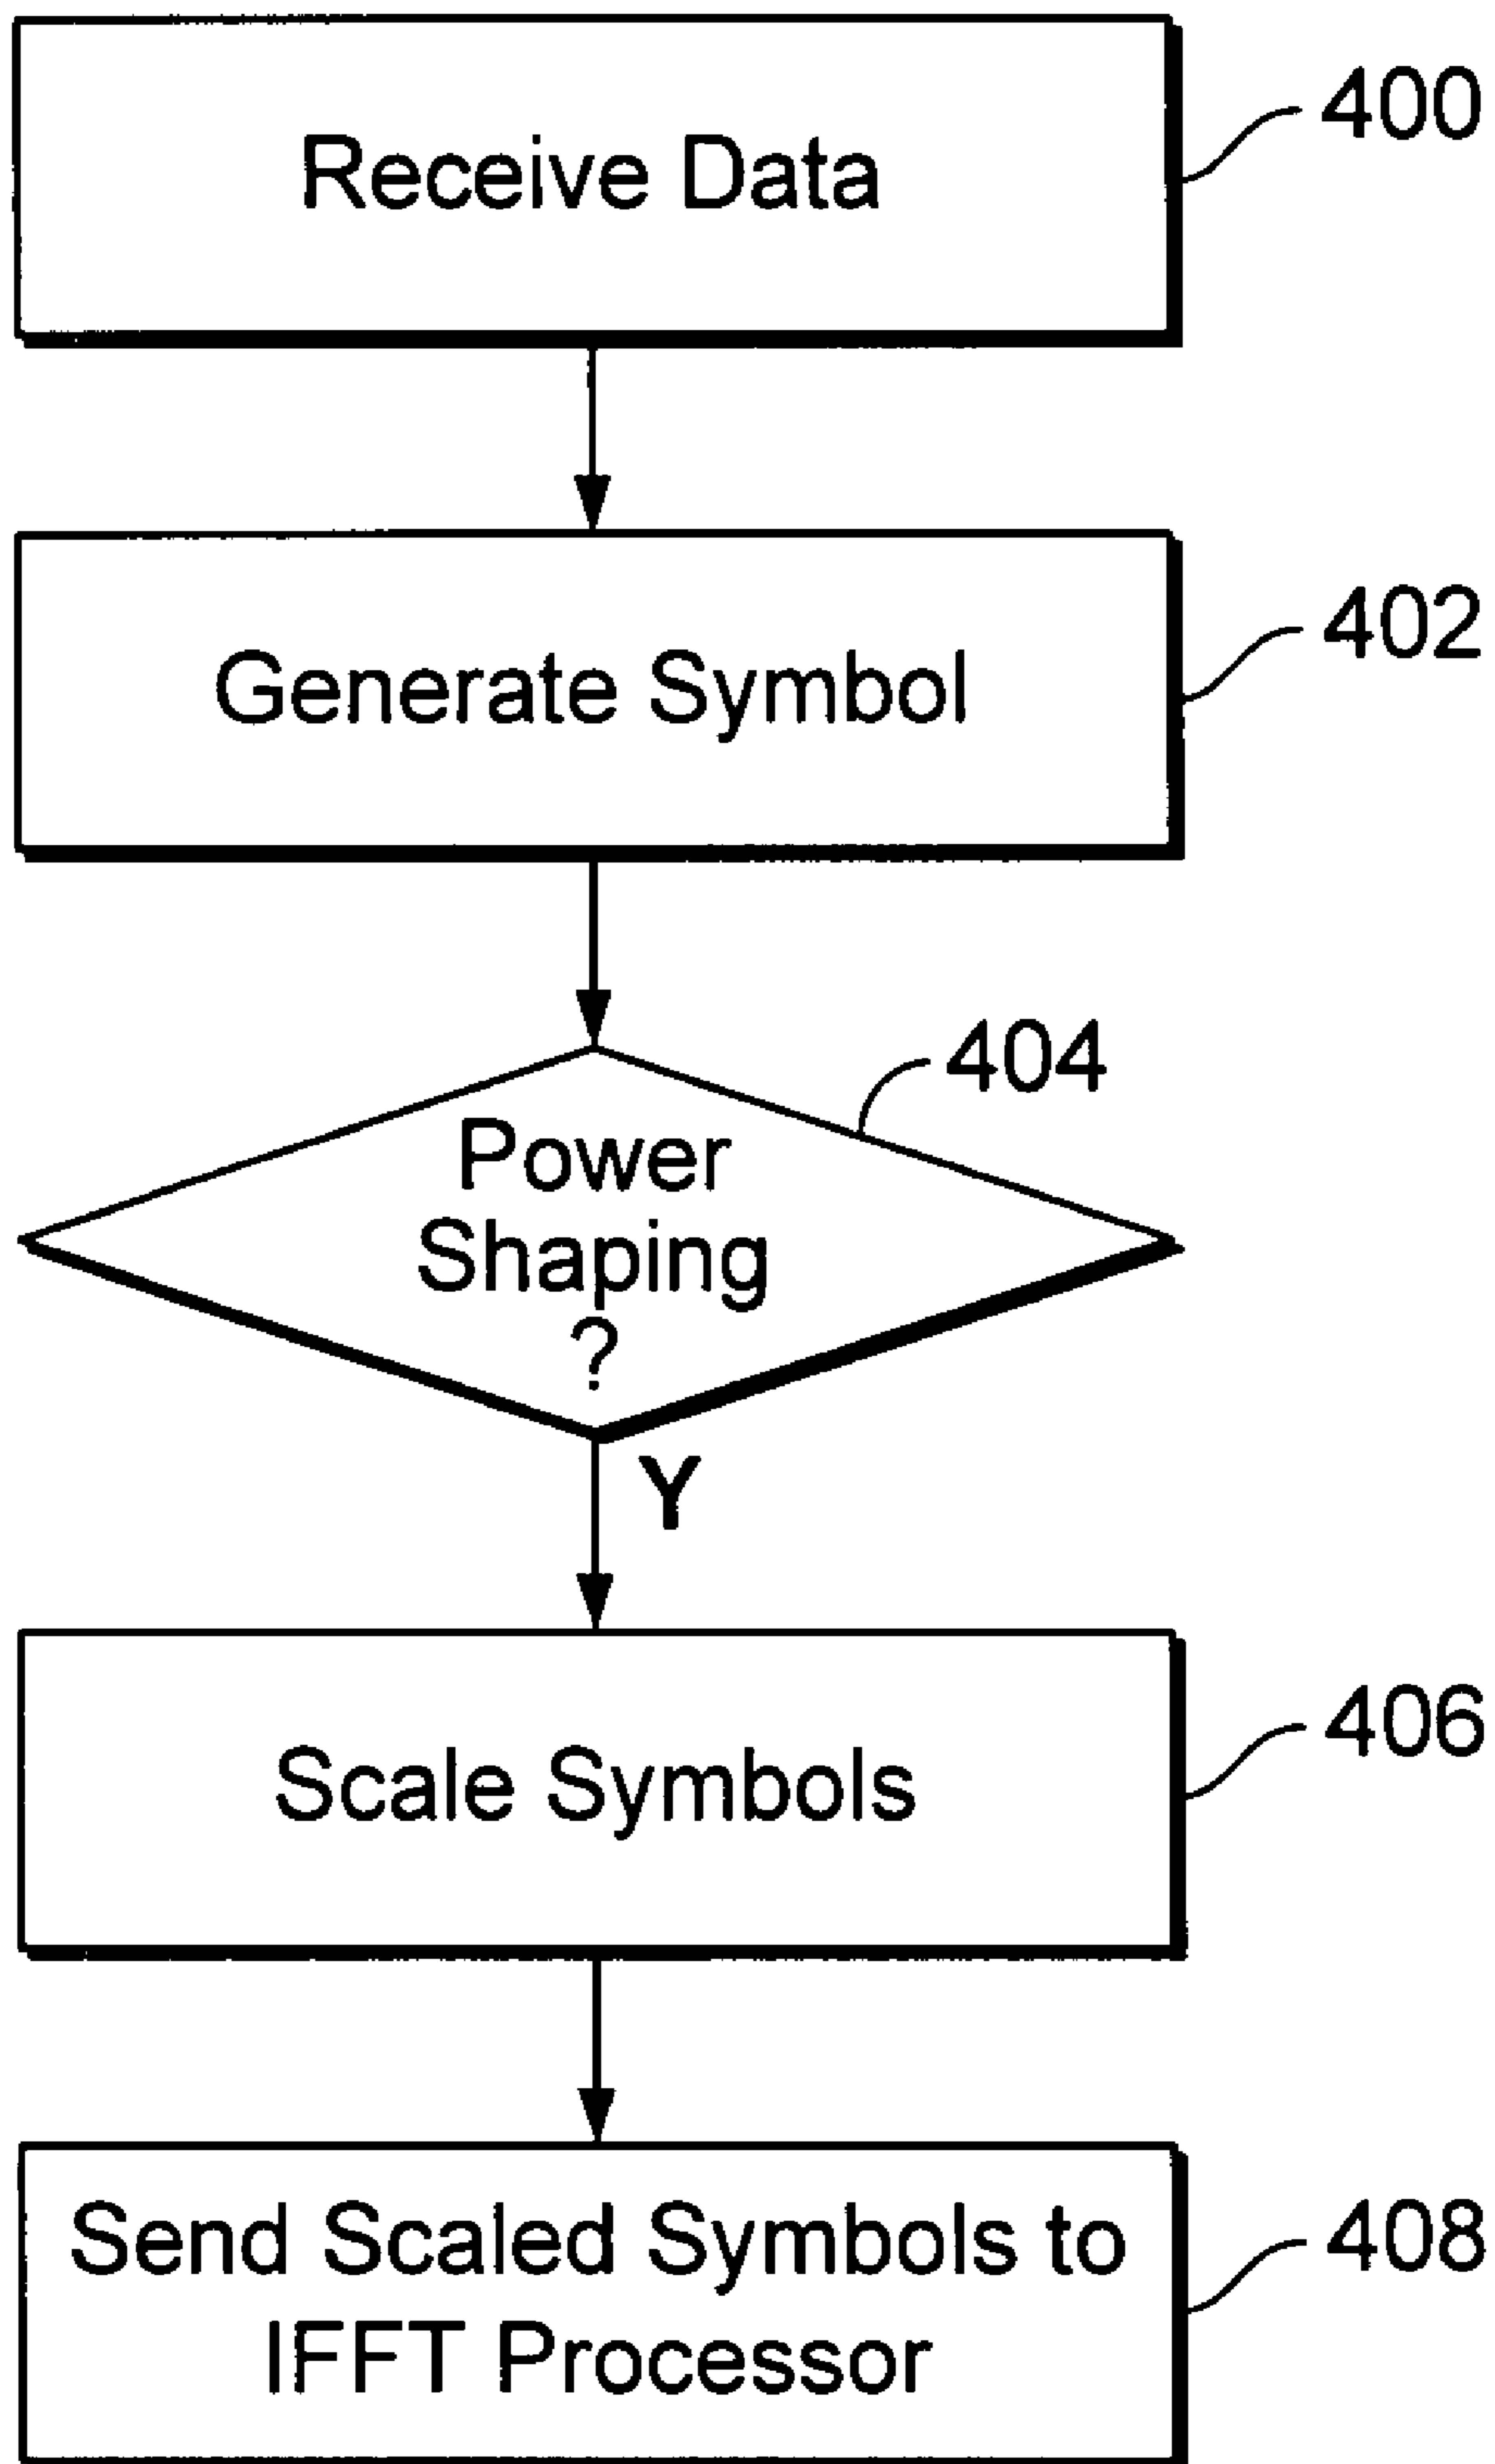 Receive Data
400
Generate Symbol
402
404
Power
Shaping
?
Y
Scale Symbols
406
Send Scaled Symbols to
IFFT Processor
408